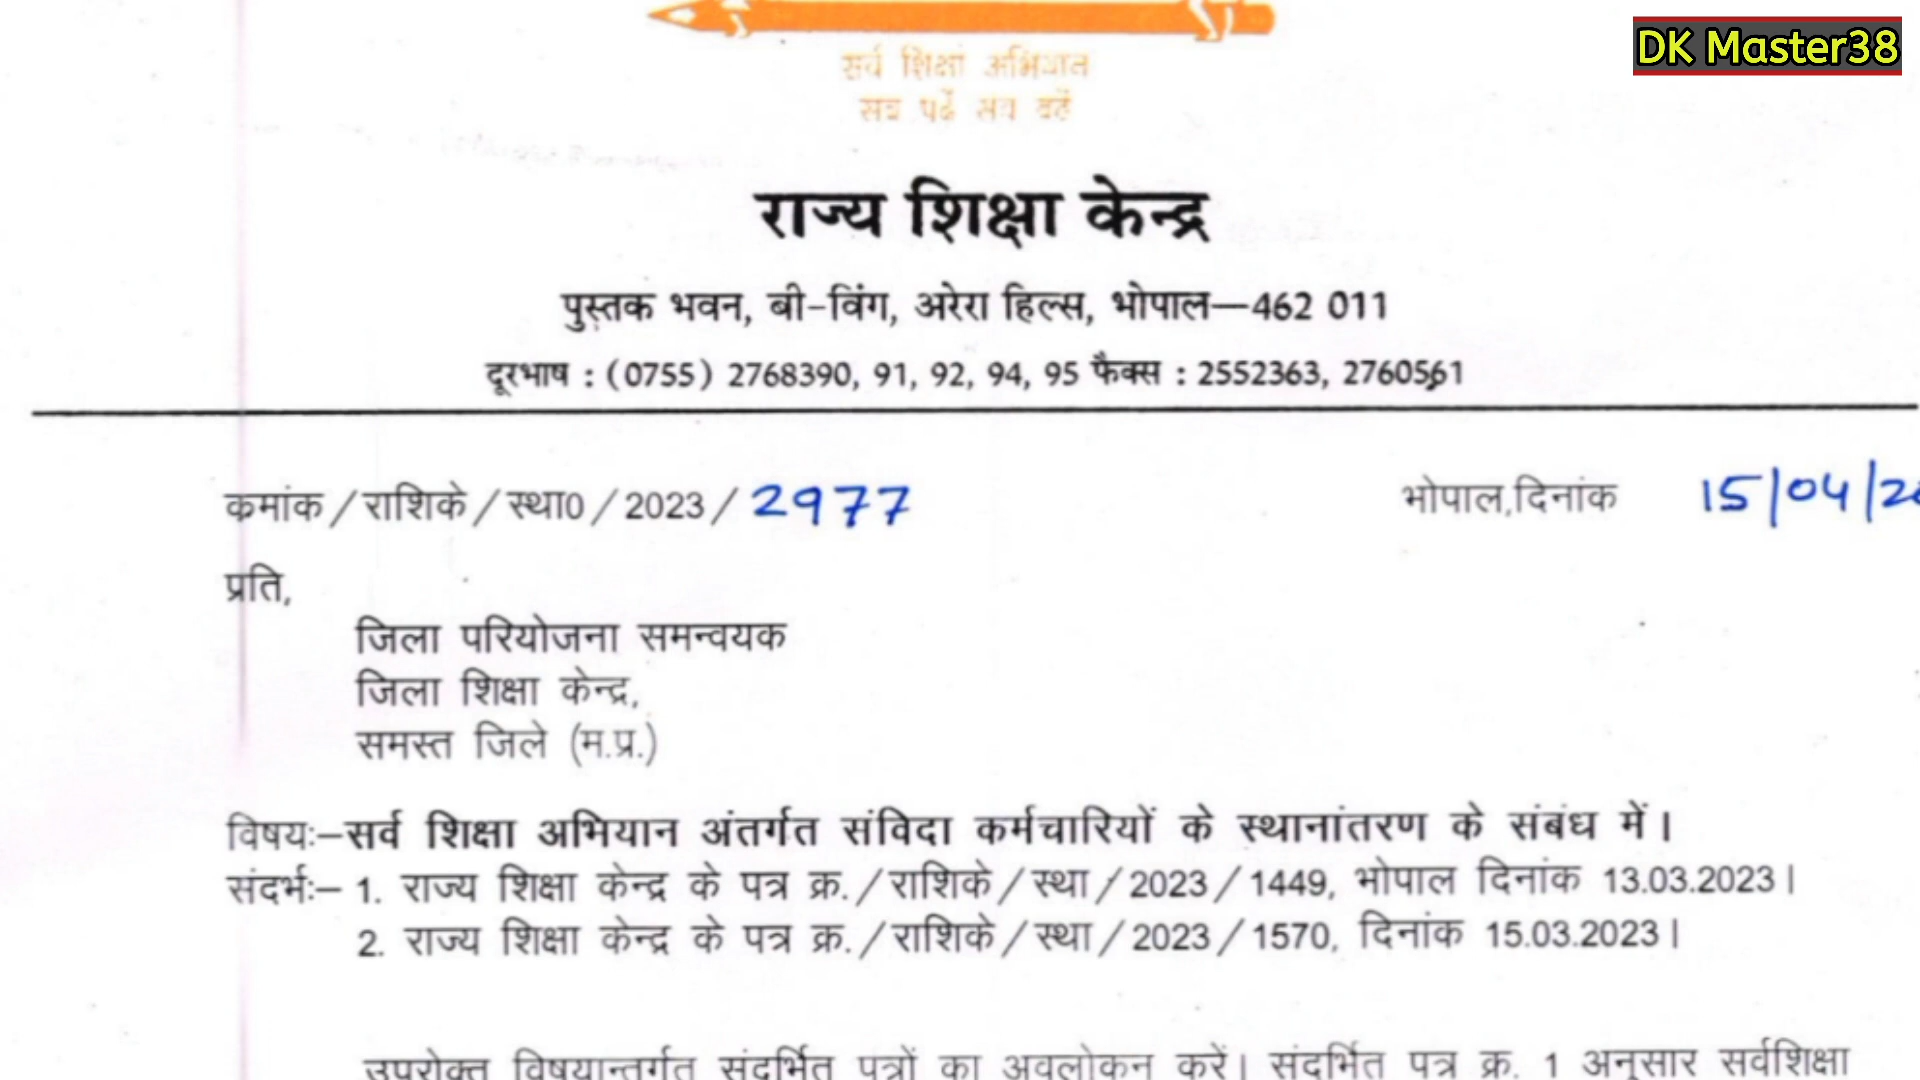 DK Master38
सर्व शिक्षा अभियान
सब पढ़ें सब बढ़ें
राज्य शिक्षा केन्द्र
पुस्तक भवन, बी-विंग, अरेरा हिल्स, भोपाल—462 011
दूरभाष : (0755) 2768390, 91, 92, 94, 95 फैक्स : 2552363, 2760561
कमांक/राशिके/स्था0/2023/ 2977 भोपाल,दिनांक 15/04/2
प्रति,
जिला परियोजना समन्वयक
जिला शिक्षा केन्द्र,
समस्त जिले (म.प्र.)
विषयः–सर्व शिक्षा अभियान अंतर्गत संविदा कर्मचारियों के स्थानांतरण के संबंध में।
संदर्भः– 1. राज्य शिक्षा केन्द्र के पत्र क्र./राशिके/स्था/2023/1449, भोपाल दिनांक 13.03.2023।
2. राज्य शिक्षा केन्द्र के पत्र क्र./राशिके/स्था/2023/1570, दिनांक 15.03.2023।
उपरोक्त विषयान्तर्गत संदर्भित पत्रों का अवलोकन करें। संदर्भित पत्र क्र. 1 अनुसार सर्वशिक्षा